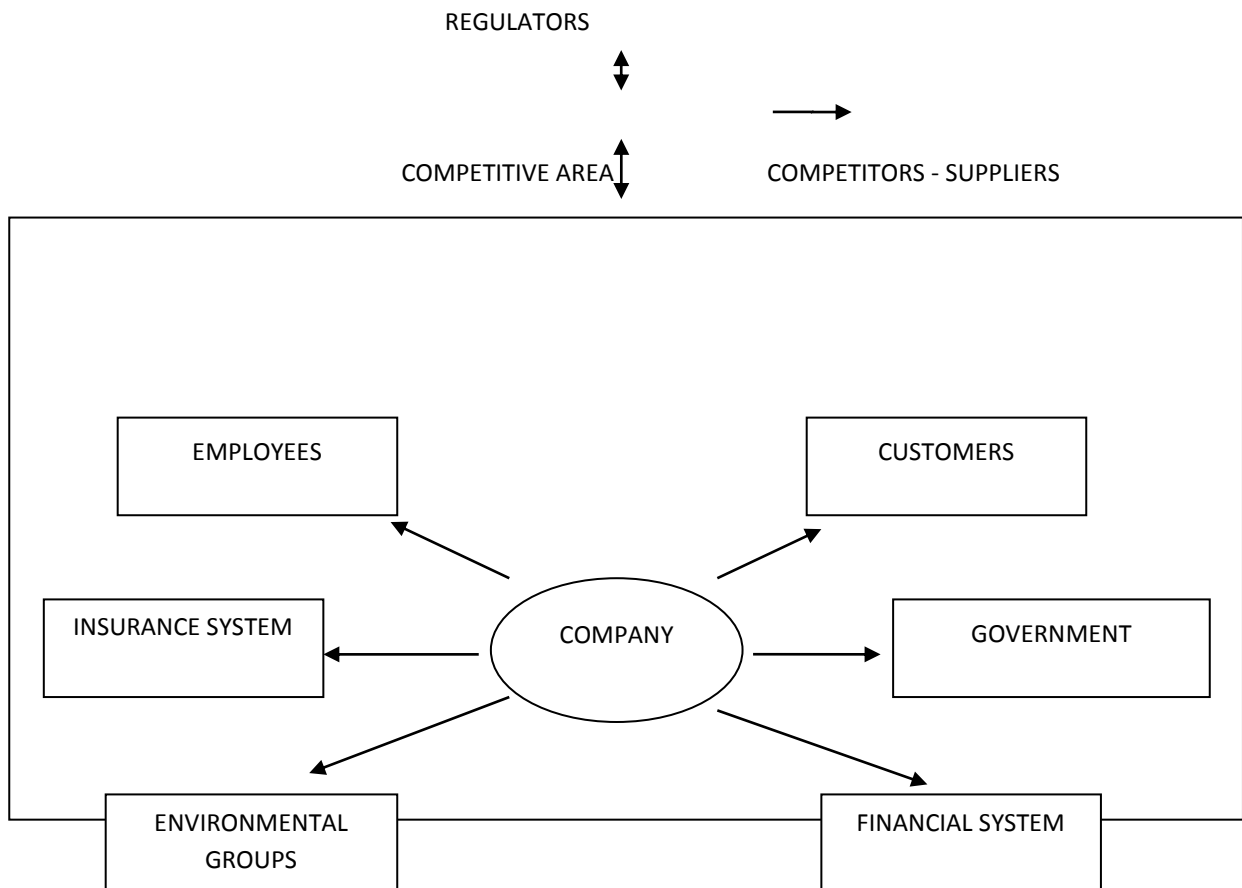 REGULATORS
COMPETITIVE AREA
COMPETITORS - SUPPLIERS
EMPLOYEES
CUSTOMERS
INSURANCE SYSTEM
COMPANY
GOVERNMENT
ENVIRONMENTAL
GROUPS
FINANCIAL SYSTEM